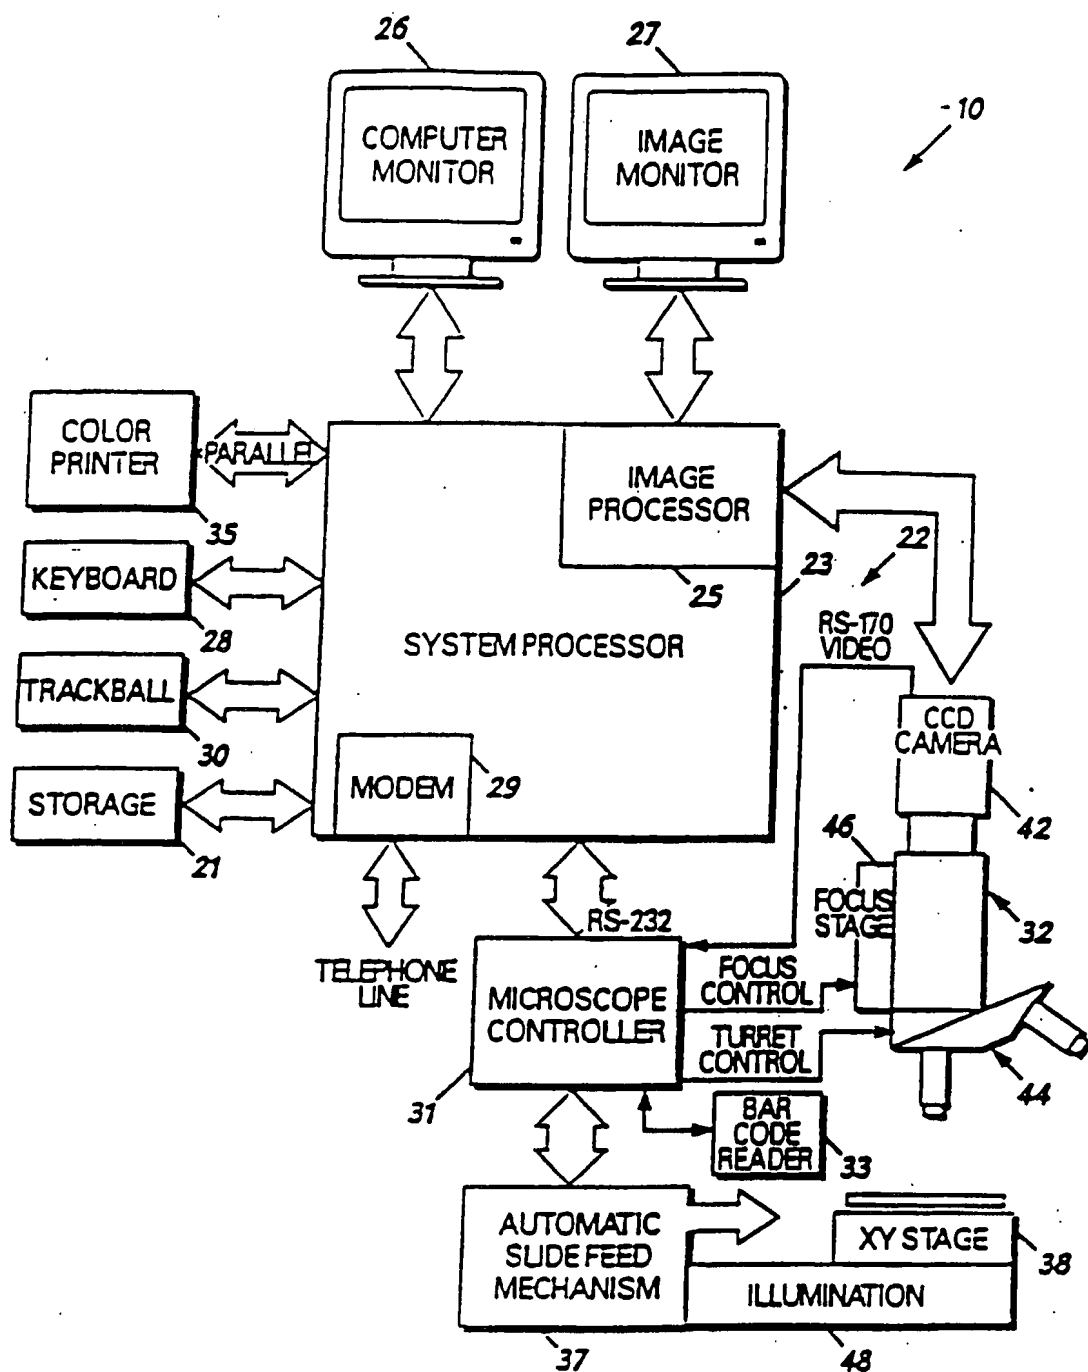 26
27
-10
COMPUTER
MONITOR
IMAGE
MONITOR
COLOR
PRINTER
PARALLEL
35
IMAGE
PROCESSOR
25
23
22
KEYBOARD
28
SYSTEM PROCESSOR
RS-170
VIDEO
TRACKBALL
30
CCD
CAMERA
42
MODEM
29
STORAGE
21
46
FOCUS
STAGE
32
RS-232
TELEPHONE
LINE
MICROSCOPE
CONTROLLER
31
FOCUS
CONTROL
TURRET
CONTROL
44
BAR
CODE
READER
33
AUTOMATIC
SLIDE FEED
MECHANISM
37
XY STAGE
38
ILLUMINATION
48